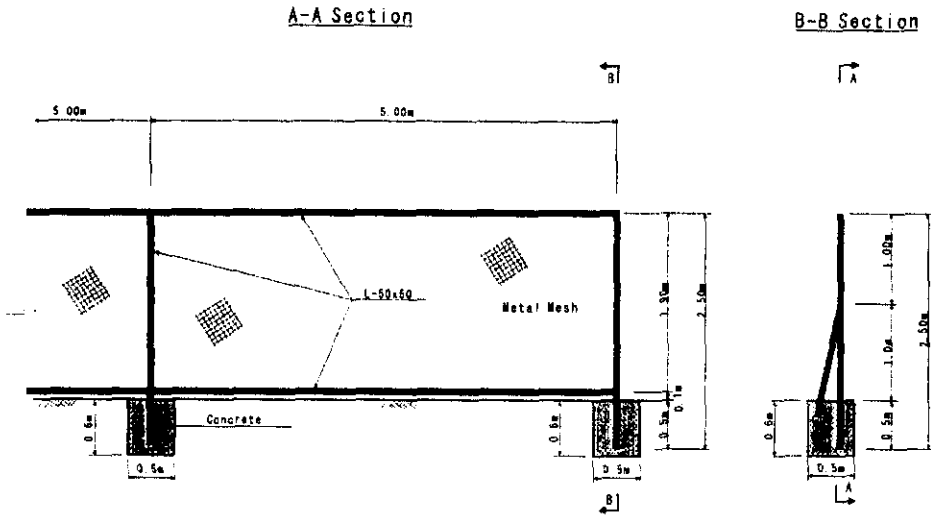 A-A Section
B-B Section
B
A
5.00m
5.00m
L-50x50
Metal Mesh
1.90m
2.50m
1.00m
1.0m
2.50m
0.1m
0.6m
Concrete
0.6m
0.5m
0.6m
0.5m
0.5m
0.5m
0.5m
B
A